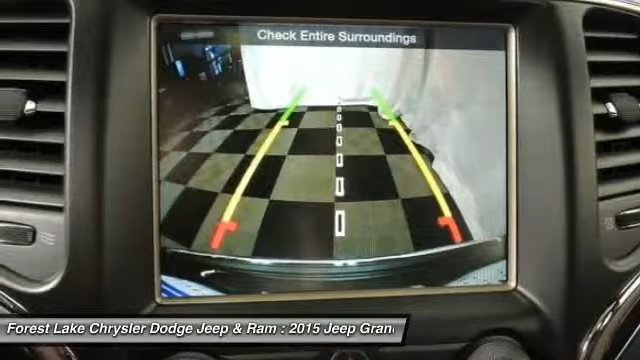 Check Entire Surroundings
Forest Lake Chrysler Dodge Jeep & Ram : 2015 Jeep Gran